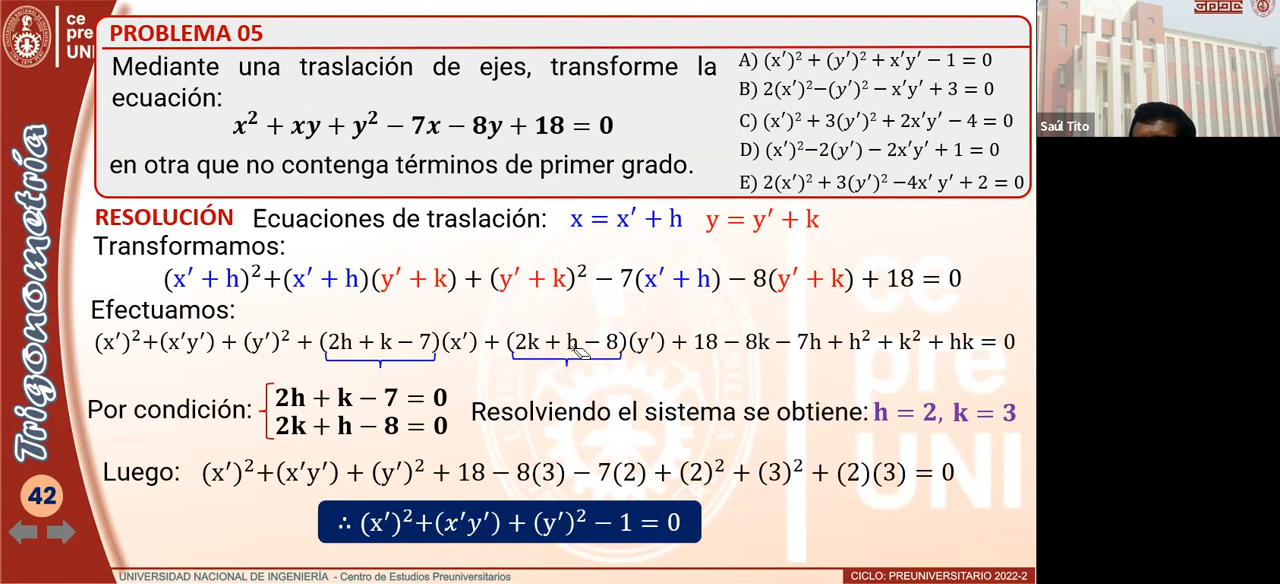 ce
pre
UNI
PROBLEMA 05
Mediante una traslación de ejes, transforme la
ecuación:
x² + xy + y² − 7x − 8y + 18 = 0
en otra que no contenga términos de primer grado.
A) (x′)² + (y′)² + x′y′ − 1 = 0
B) 2(x′)²−(y′)² − x′y′ + 3 = 0
C) (x′)² + 3(y′)² + 2x′y′ − 4 = 0
D) (x′)²−2(y′) − 2x′y′ + 1 = 0
E) 2(x′)² + 3(y′)² −4x′ y′ + 2 = 0
Saúl Tito
RESOLUCIÓN Ecuaciones de traslación: x = x′ + h y = y′ + k
Transformamos:
(x′ + h)²+(x′ + h)(y′ + k) + (y′ + k)² − 7(x′ + h) − 8(y′ + k) + 18 = 0
Efectuamos:
(x′)²+(x′y′) + (y′)² + (2h + k − 7)(x′) + (2k + h − 8)(y′) + 18 − 8k − 7h + h² + k² + hk = 0
Por condición: 2h + k − 7 = 0
2k + h − 8 = 0
Resolviendo el sistema se obtiene: h = 2, k = 3
Luego: (x′)²+(x′y′) + (y′)² + 18 − 8(3) − 7(2) + (2)² + (3)² + (2)(3) = 0
∴ (x′)²+(x′y′) + (y′)² − 1 = 0
Trigonometría
42
UNIVERSIDAD NACIONAL DE INGENIERÍA - Centro de Estudios Preuniversitarios
CICLO: PREUNIVERSITARIO 2022-2
ce
pre
UNI